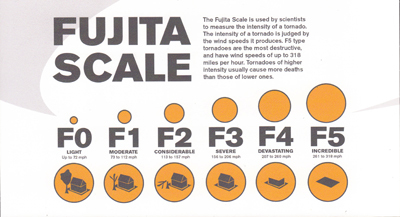 FUJITA
SCALE
The Fujita Scale is used by scientists
to measure the intensity of a tornado.
The intensity of a tornado is judged by
the wind speeds it produces. F5 type
tornadoes are the most destructive,
and have wind speeds of up to 318
miles per hour. Tornadoes of higher
intensity usually cause more deaths
than those of lower ones.
F0 F1 F2 F3 F4 F5
LIGHT MODERATE CONSIDERABLE SEVERE DEVASTATING INCREDIBLE
Up to 72 mph 73 to 112 mph 113 to 157 mph 158 to 206 mph 207 to 260 mph 261 to 318 mph